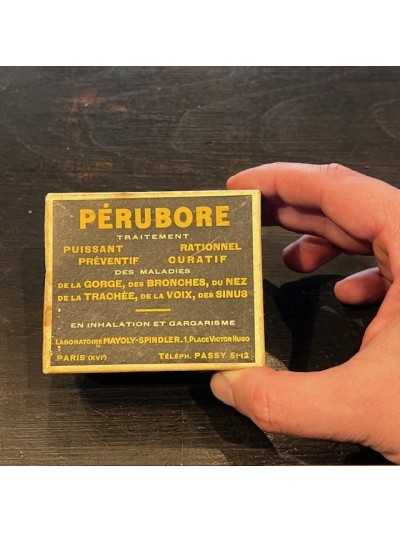 PÉRUBORE
TRAITEMENT
PUISSANT RATIONNEL
PRÉVENTIF CURATIF
DES MALADIES
DE LA GORGE, DES BRONCHES, DU NEZ
DE LA TRACHÉE, DE LA VOIX, DES SINUS
EN INHALATION ET GARGARISME
LABORATOIRE MAYOLY-SPINDLER.1, PLACE VICTOR HUGO
PARIS (XVIᵉ) TÉLÉPH. PASSY 51-12